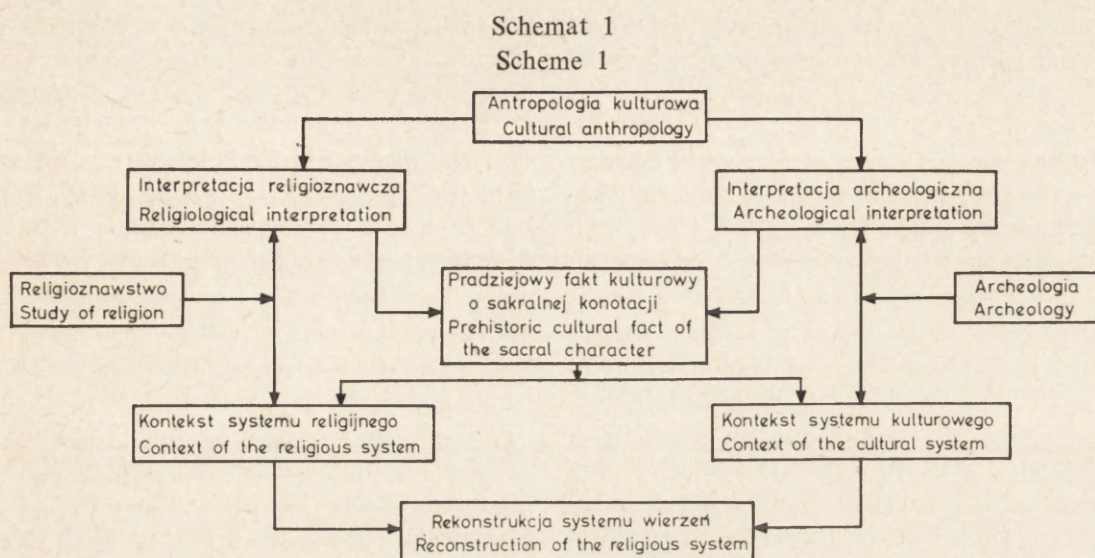 Schemat 1
Scheme 1
Antropologia kulturowa
Cultural anthropology
Interpretacja religioznawcza
Religiological interpretation
Interpretacja archeologiczna
Archeological interpretation
Religioznawstwo
Study of religion
Pradziejowy fakt kulturowy
o sakralnej konotacji
Prehistoric cultural fact of
the sacral character
Archeologia
Archeology
Kontekst systemu religijnego
Context of the religious system
Kontekst systemu kulturowego
Context of the cultural system
Rekonstrukcja systemu wierzeń
Reconstruction of the religious system